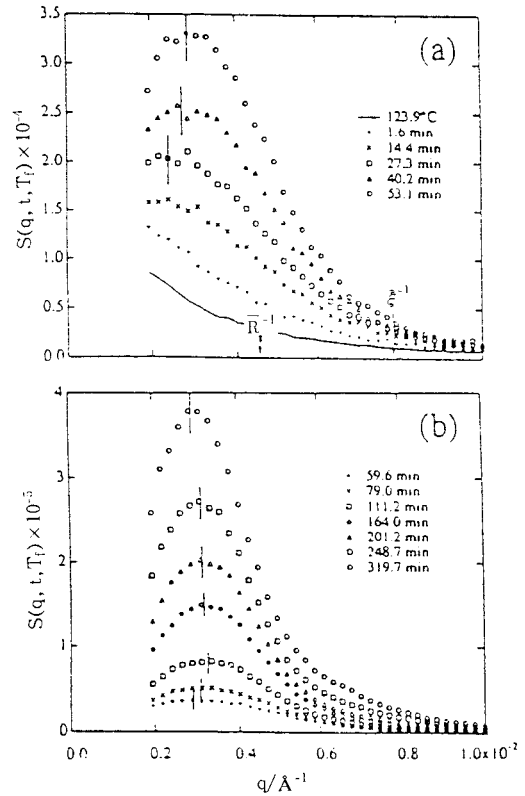 (a)
3.5
3.0
2.5
2.0
1.5
1.0
0.5
0.0
S(q, t, T_f) × 10⁻⁴
123.9°C
1.6 min
14.4 min
27.3 min
40.2 min
53.1 min
R̅⁻¹
ξ̅⁻¹
(b)
4
3
2
1
0
S(q, t, T_f) × 10⁻⁵
59.6 min
79.0 min
111.2 min
164.0 min
201.2 min
248.7 min
319.7 min
0.0 0.2 0.4 0.6 0.8 1.0×10⁻²
q/Å⁻¹